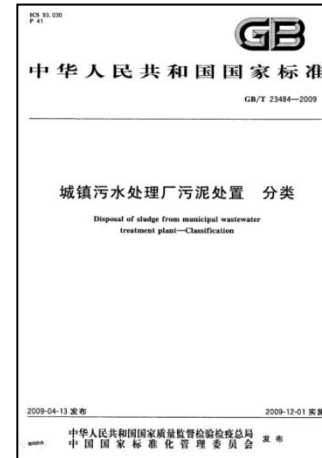 ICS 93.030
P 41
GB
中华人民共和国国家标准
GB/T 23484—2009
城镇污水处理厂污泥处置 分类
Disposal of sludge from municipal wastewater
treatment plant—Classification
2009-04-13 发布
2009-12-01 实施
中华人民共和国国家质量监督检验检疫总局
中国国家标准化管理委员会
发布